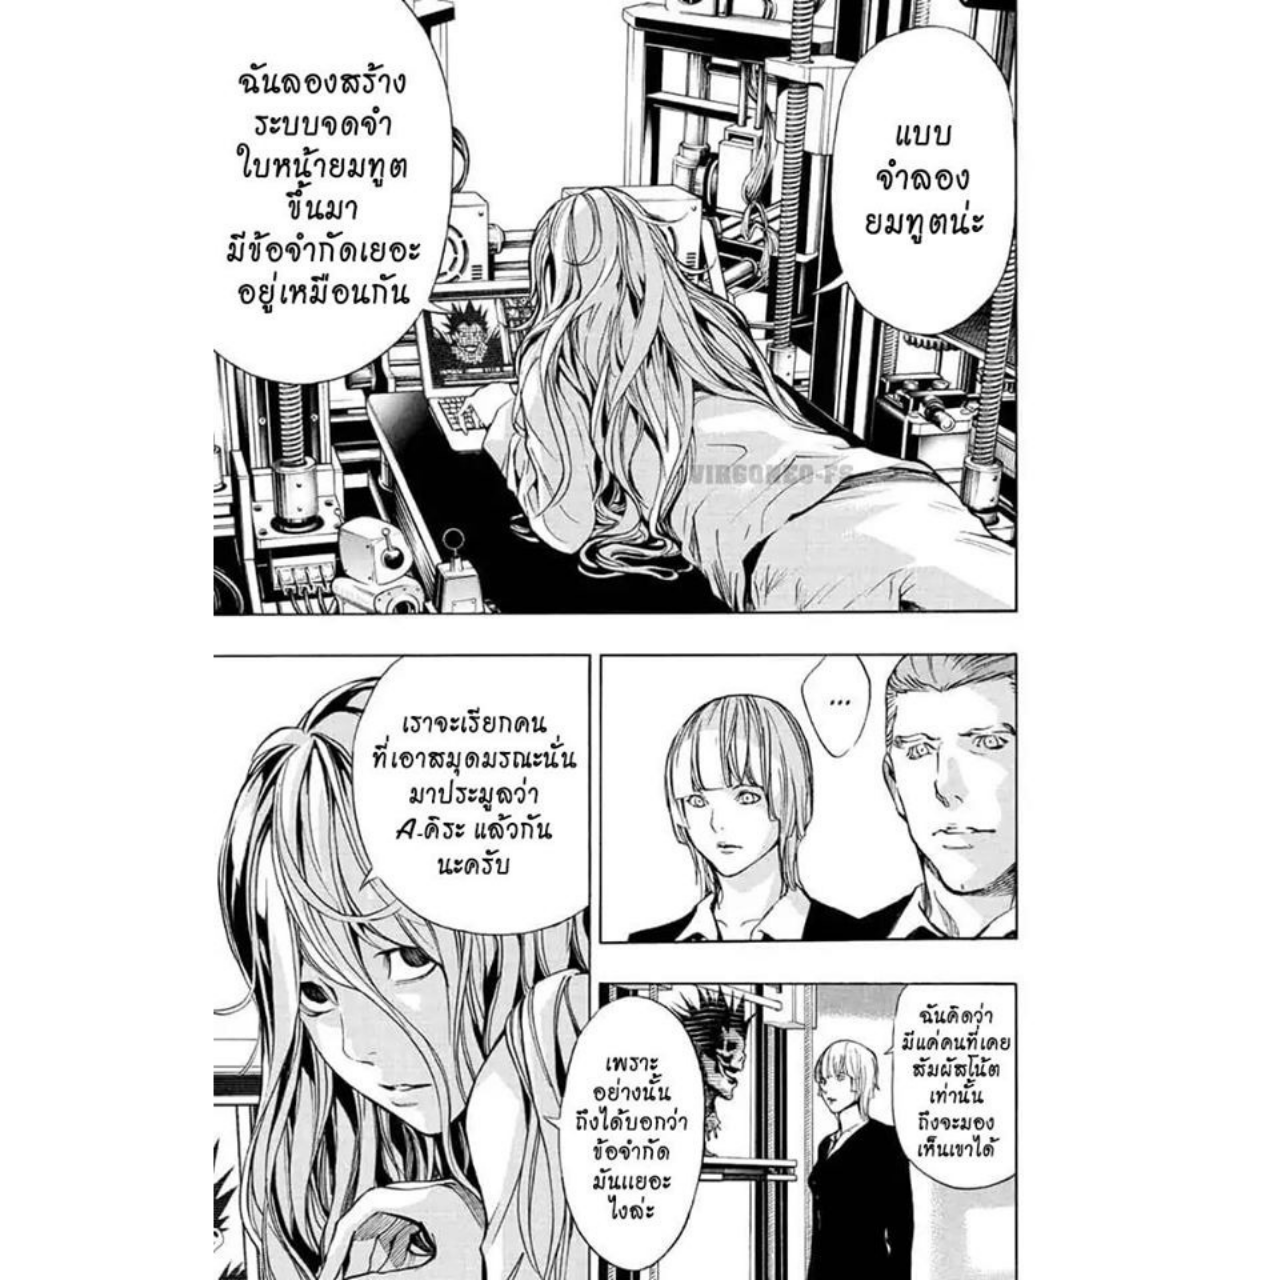 แบบ
จำลอง
ยมทูตน่ะ
ฉันลองสร้าง
ระบบจดจำ
ใบหน้ายมทูต
ขึ้นมา
มีข้อจำกัดเยอะ
อยู่เหมือนกัน
VIRGONEO-FS
...
เราจะเรียกคน
ที่เอาสมุดมรณะนั่น
มาประมูลว่า
A-คิระ แล้วกัน
นะครับ
ฉันคิดว่า
มีแค่คนที่เคย
สัมผัสโน้ต
เท่านั้น
ถึงจะมอง
เห็นเขาได้
เพราะ
อย่างนั้น
ถึงได้บอกว่า
ข้อจำกัด
มันแยอะ
ไงล่ะ